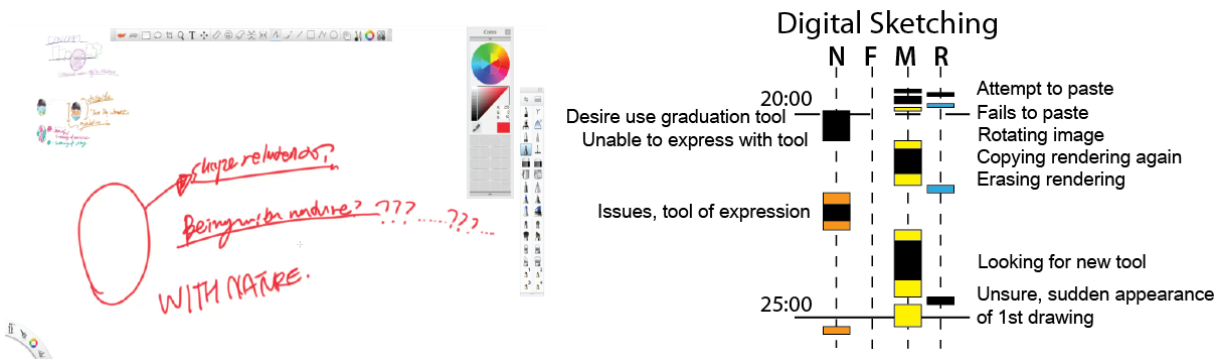 Shape relatedness?
Being with nature? ???......???...
WITH NATURE.
Color
Digital Sketching
N F M R
20:00
Desire use graduation tool
Unable to express with tool
Issues, tool of expression
Attempt to paste
Fails to paste
Rotating image
Copying rendering again
Erasing rendering
Looking for new tool
Unsure, sudden appearance
of 1st drawing
25:00